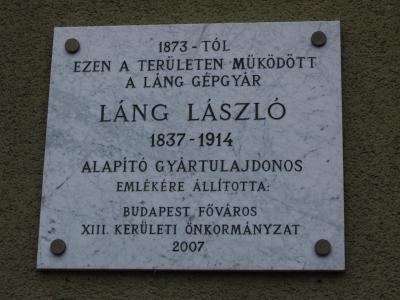 1873-TÓL
EZEN A TERÜLETEN MŰKÖDÖTT
A LÁNG GÉPGYÁR
LÁNG LÁSZLÓ
1837-1914
ALAPÍTÓ GYÁRTULAJDONOS
EMLÉKÉRE ÁLLÍTOTTA:
BUDAPEST FŐVÁROS
XIII. KERÜLETI ÖNKORMÁNYZAT
2007